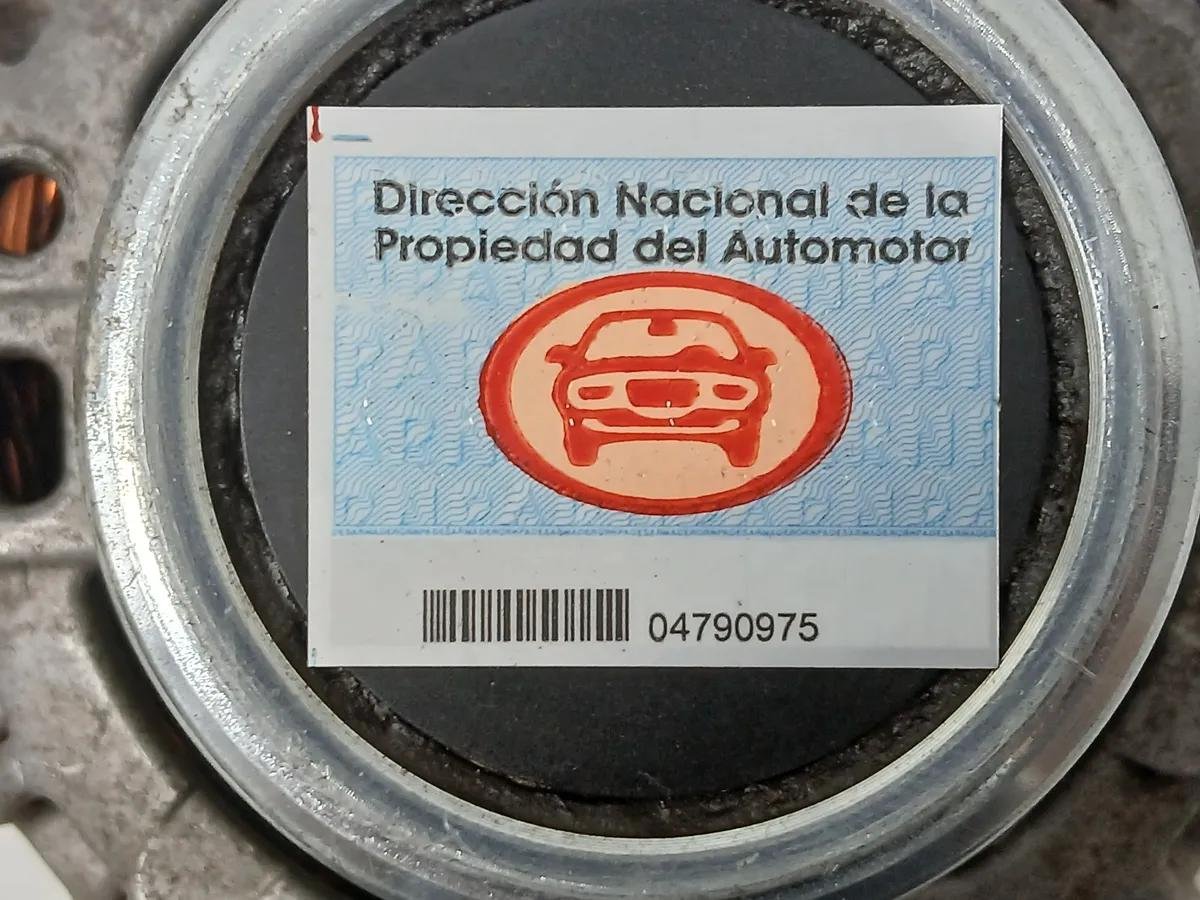 Dirección Nacional de la
Propiedad del Automotor
04790975